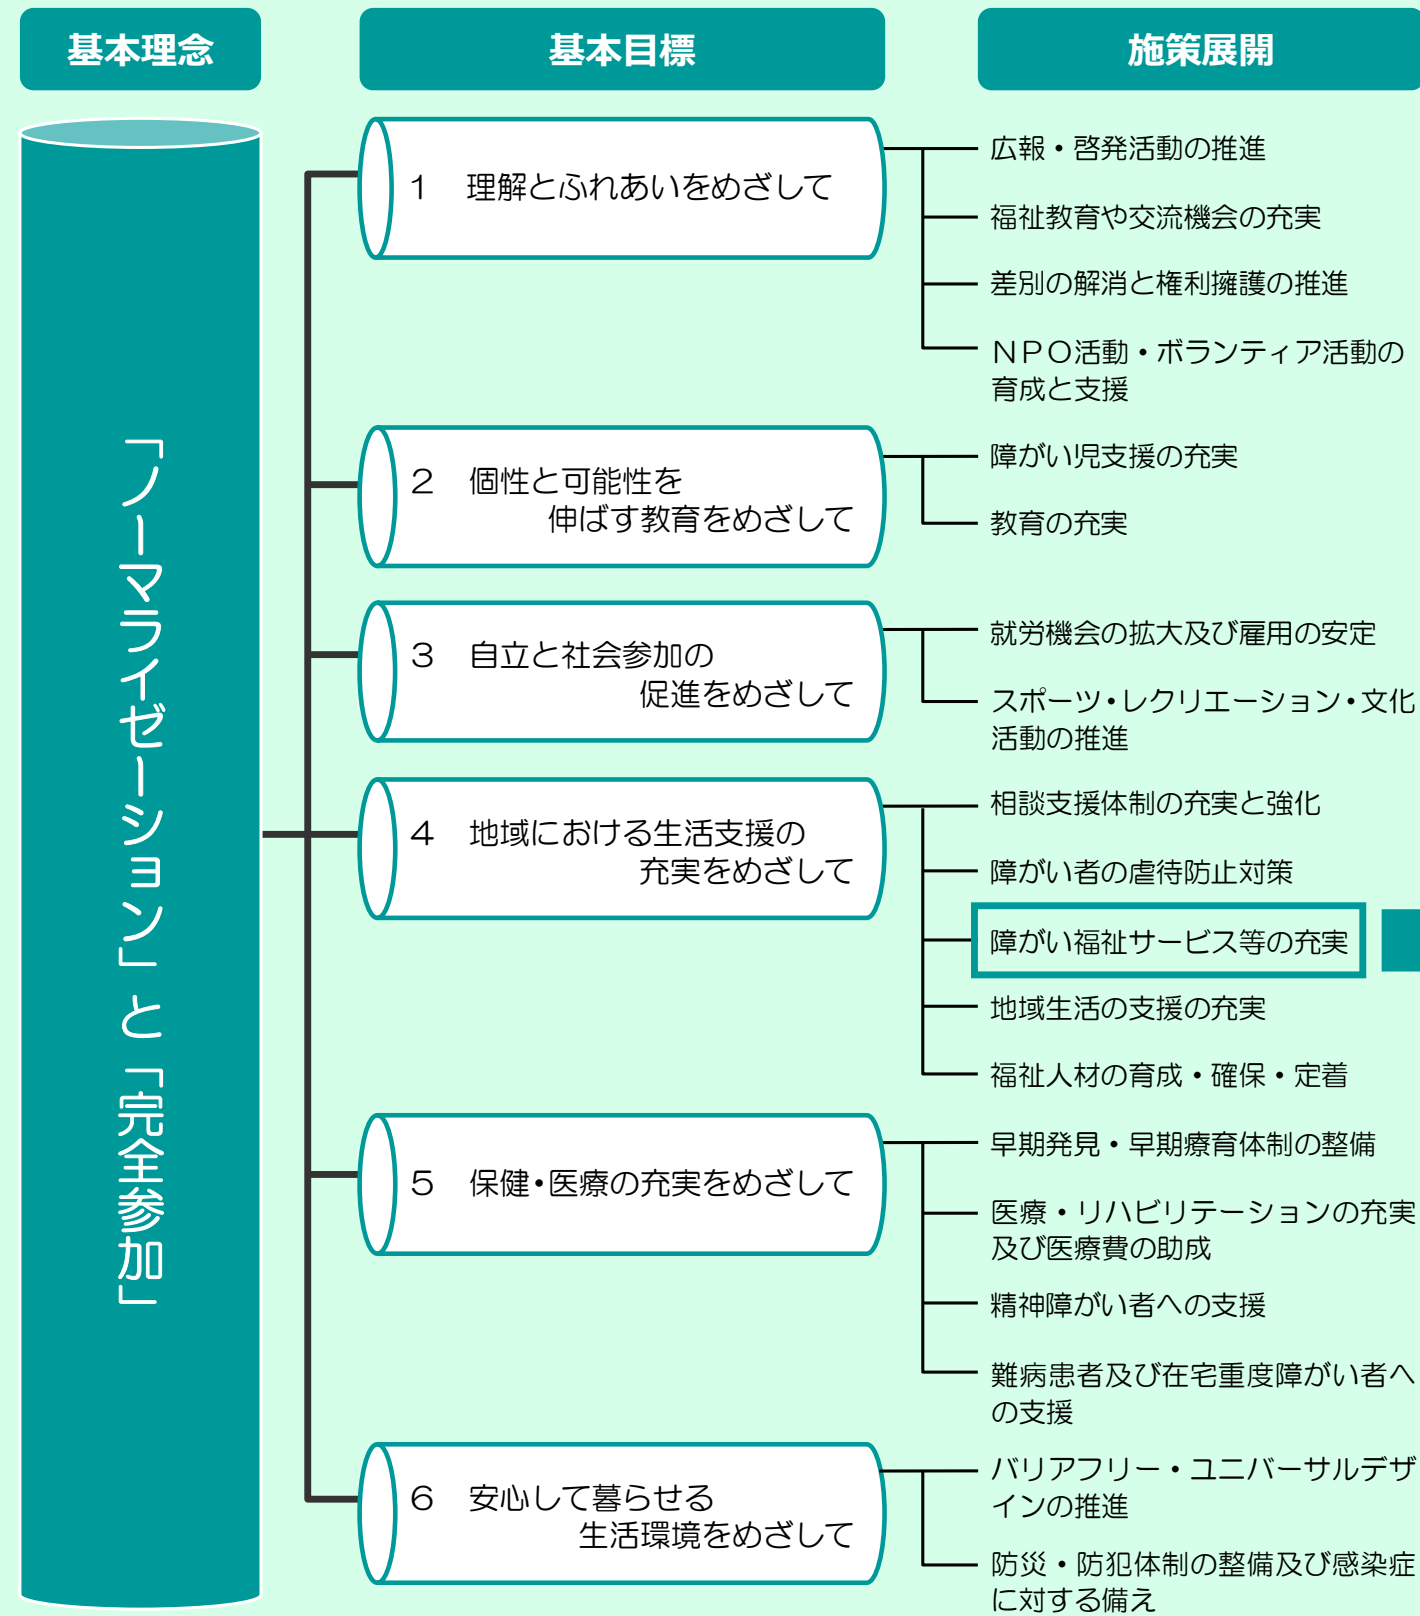 基本理念
基本目標
施策展開
「ノーマライゼーション」と「完全参加」
１　理解とふれあいをめざして
広報・啓発活動の推進
福祉教育や交流機会の充実
差別の解消と権利擁護の推進
ＮＰＯ活動・ボランティア活動の
育成と支援
２　個性と可能性を
伸ばす教育をめざして
障がい児支援の充実
教育の充実
３　自立と社会参加の
促進をめざして
就労機会の拡大及び雇用の安定
スポーツ・レクリエーション・文化
活動の推進
４　地域における生活支援の
充実をめざして
相談支援体制の充実と強化
障がい者の虐待防止対策
障がい福祉サービス等の充実
地域生活の支援の充実
福祉人材の育成・確保・定着
５　保健・医療の充実をめざして
早期発見・早期療育体制の整備
医療・リハビリテーションの充実
及び医療費の助成
精神障がい者への支援
難病患者及び在宅重度障がい者へ
の支援
６　安心して暮らせる
生活環境をめざして
バリアフリー・ユニバーサルデザ
インの推進
防災・防犯体制の整備及び感染症
に対する備え